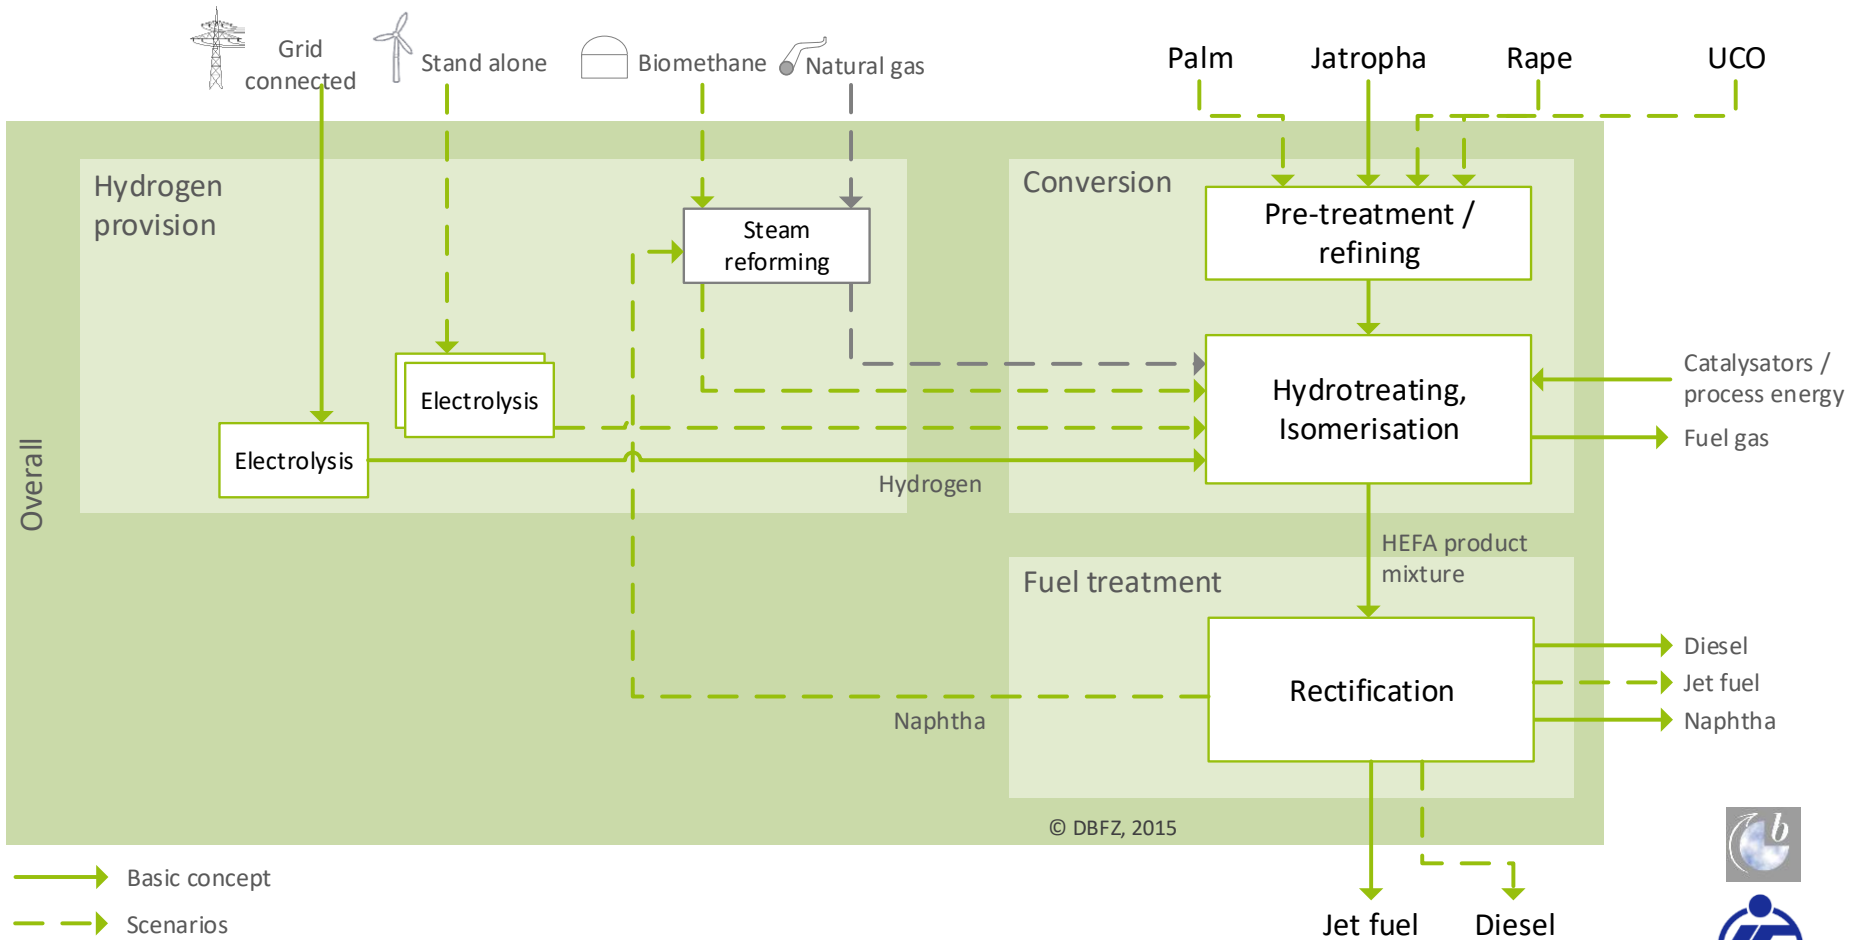 Grid
connected
Stand alone
Biomethane
Natural gas
Palm
Jatropha
Rape
UCO
Hydrogen
provision
Conversion
Steam
reforming
Pre-treatment /
refining
Electrolysis
Electrolysis
Hydrotreating,
Isomerisation
Catalysators /
process energy
Fuel gas
Hydrogen
Overall
HEFA product
mixture
Fuel treatment
Rectification
Diesel
Jet fuel
Naphtha
Naphtha
© DBFZ, 2015
b
Basic concept
Scenarios
Jet fuel
Diesel